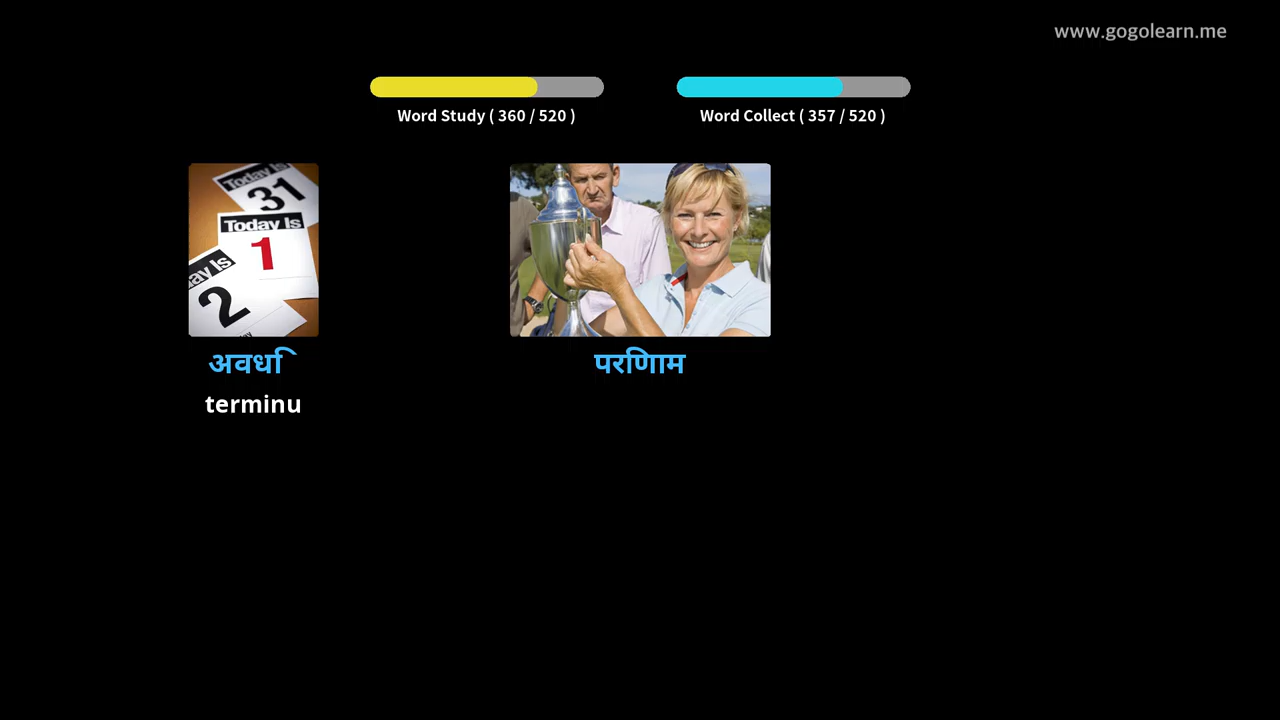 www.gogolearn.me
Word Study ( 360 / 520 )
Word Collect ( 357 / 520 )
Today Is
31
Today Is
1
ay Is
2
अवधि
परिणाम
terminu